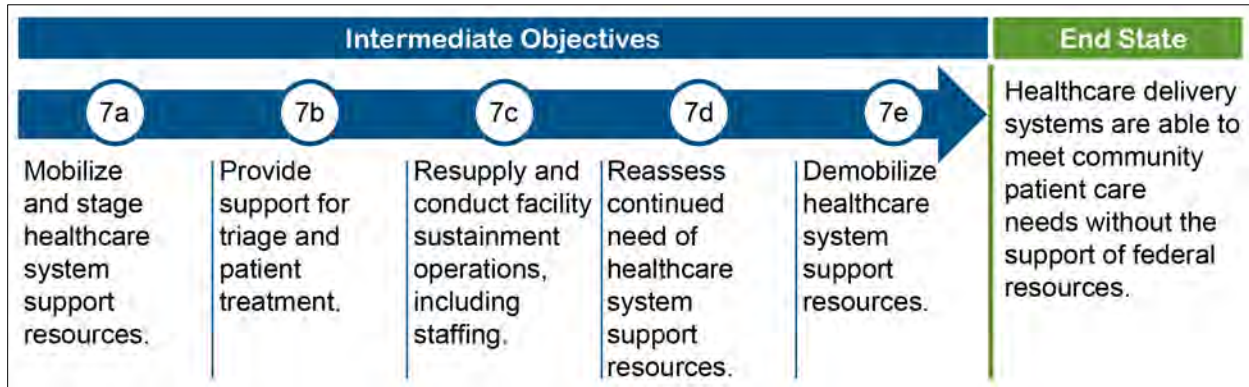 Intermediate Objectives
End State
7a
7b
7c
7d
7e
Mobilize
and stage
healthcare
system
support
resources.
Provide
support for
triage and
patient
treatment.
Resupply and
conduct facility
sustainment
operations,
including
staffing.
Reassess
continued
need of
healthcare
system
support
resources.
Demobilize
healthcare
system
support
resources.
Healthcare delivery
systems are able to
meet community
patient care
needs without the
support of federal
resources.